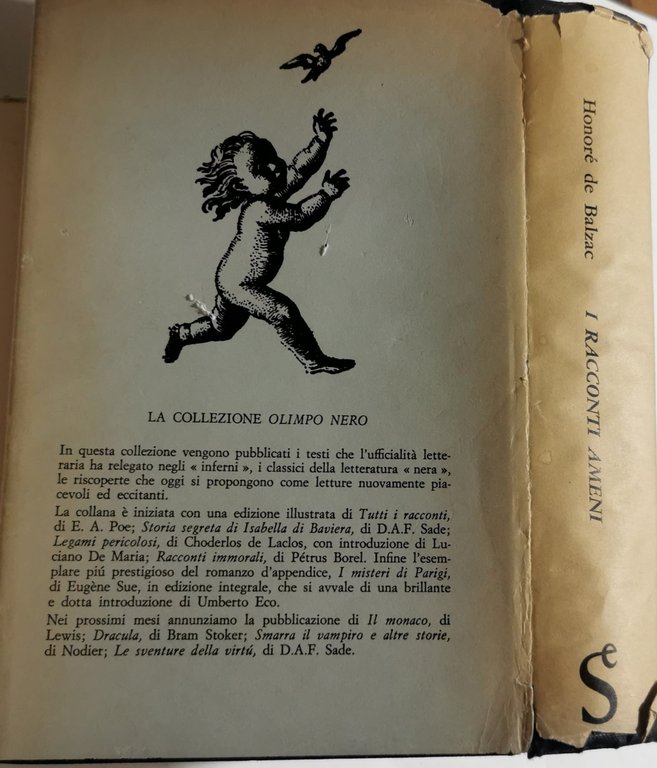 LA COLLEZIONE OLIMPO NERO
In questa collezione vengono pubblicati i testi che l'ufficialità lette-
raria ha relegato negli « inferni », i classici della letteratura « nera »,
le riscoperte che oggi si propongono come letture nuovamente pia-
cevoli ed eccitanti.
La collana è iniziata con una edizione illustrata di Tutti i racconti,
di E. A. Poe; Storia segreta di Isabella di Baviera, di D.A.F. Sade;
Legami pericolosi, di Choderlos de Laclos, con introduzione di Lu-
ciano De Maria; Racconti immorali, di Pétrus Borel. Infine l'esem-
plare piú prestigioso del romanzo d'appendice, I misteri di Parigi,
di Eugène Sue, in edizione integrale, che si avvale di una brillante
e dotta introduzione di Umberto Eco.
Nei prossimi mesi annunziamo la pubblicazione di Il monaco, di
Lewis; Dracula, di Bram Stoker; Smarra il vampiro e altre storie,
di Nodier; Le sventure della virtú, di D.A.F. Sade.
Honoré de Balzac I RACCONTI AMENI
S